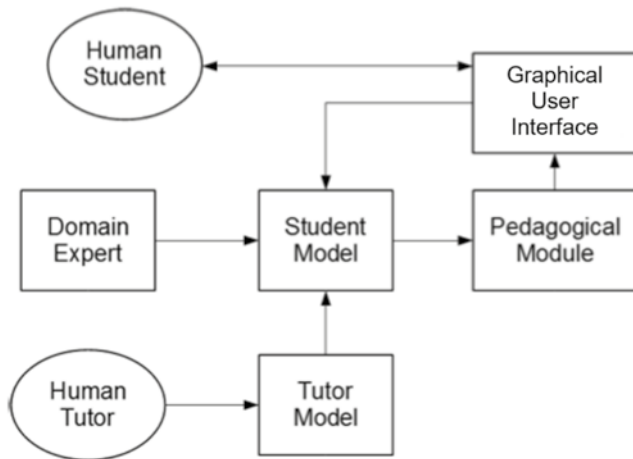 Human
Student
Graphical
User
Interface
Domain
Expert
Student
Model
Pedagogical
Module
Human
Tutor
Tutor
Model